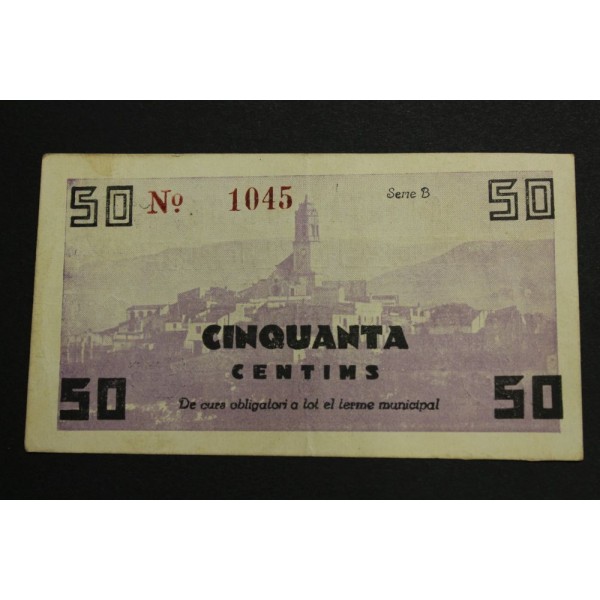 50 Nº 1045 Serie B 50
CINQUANTA
CENTIMS
50 De curs obligatori a tot el terme municipal 50